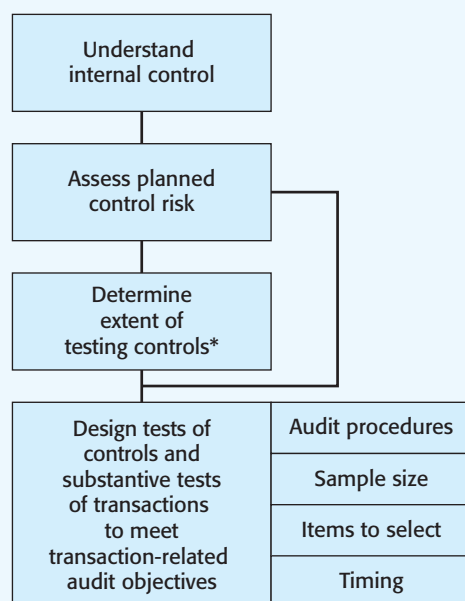 Understand
internal control
Assess planned
control risk
Determine
extent of
testing controls*
Design tests of
controls and
substantive tests
of transactions
to meet
transaction-related
audit objectives
Audit procedures
Sample size
Items to select
Timing